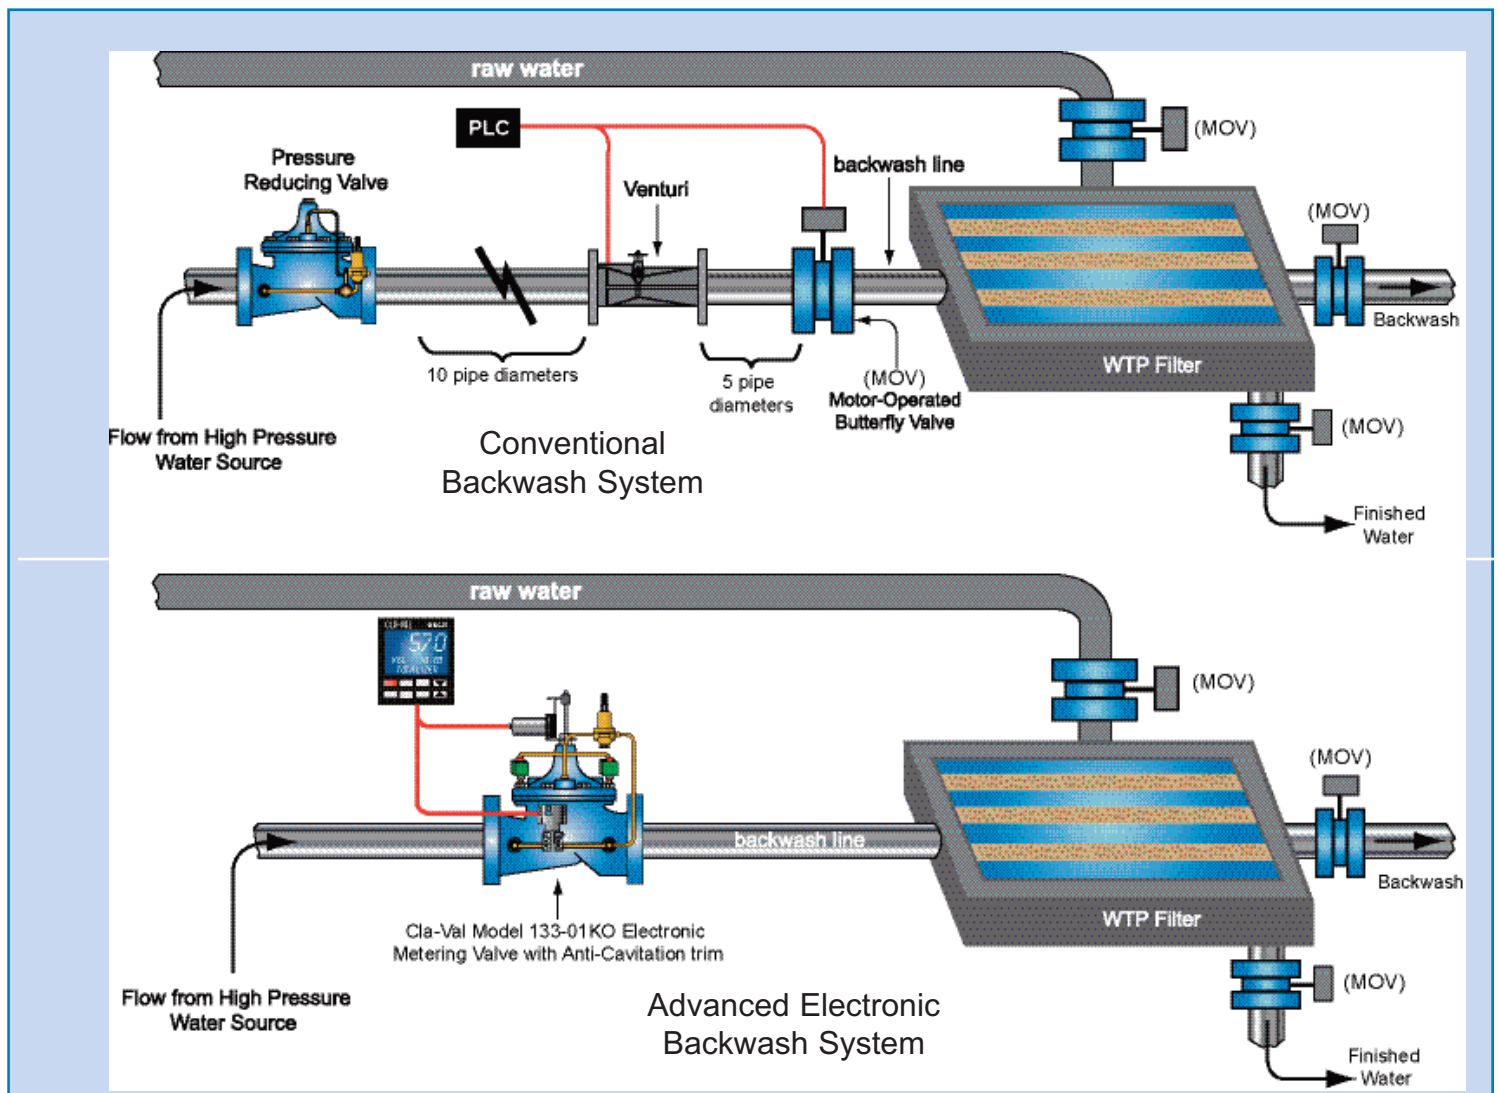 raw water
PLC
(MOV)
Pressure
Reducing Valve
backwash line
Venturi
(MOV)
Backwash
10 pipe diameters
5 pipe
diameters
(MOV)
Motor-Operated
Butterfly Valve
WTP Filter
(MOV)
Flow from High Pressure
Water Source
Conventional
Backwash System
Finished
Water
raw water
570
(MOV)
(MOV)
backwash line
Backwash
WTP Filter
Cla-Val Model 133-01KO Electronic
Metering Valve with Anti-Cavitation trim
(MOV)
Flow from High Pressure
Water Source
Advanced Electronic
Backwash System
Finished
Water